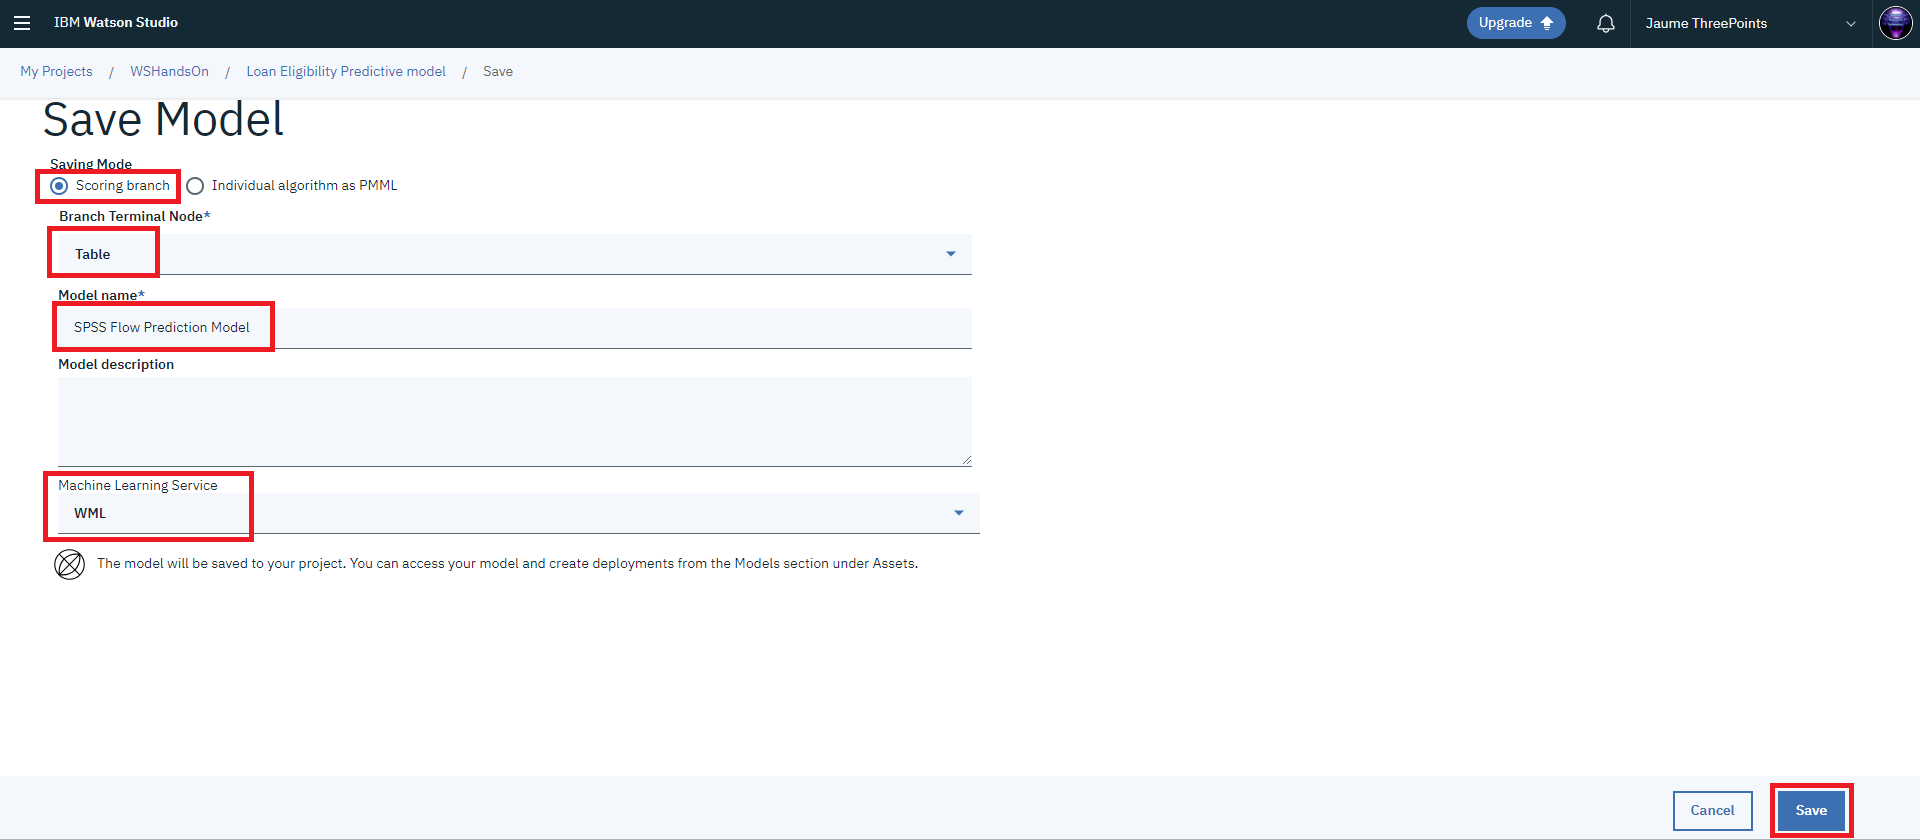 IBM Watson Studio
Upgrade
Jaume ThreePoints
My Projects / WSHandsOn / Loan Eligibility Predictive model / Save
Save Model
Saving Mode
Scoring branch
Individual algorithm as PMML
Branch Terminal Node*
Table
Model name*
SPSS Flow Prediction Model
Model description
Machine Learning Service
WML
The model will be saved to your project. You can access your model and create deployments from the Models section under Assets.
Cancel
Save